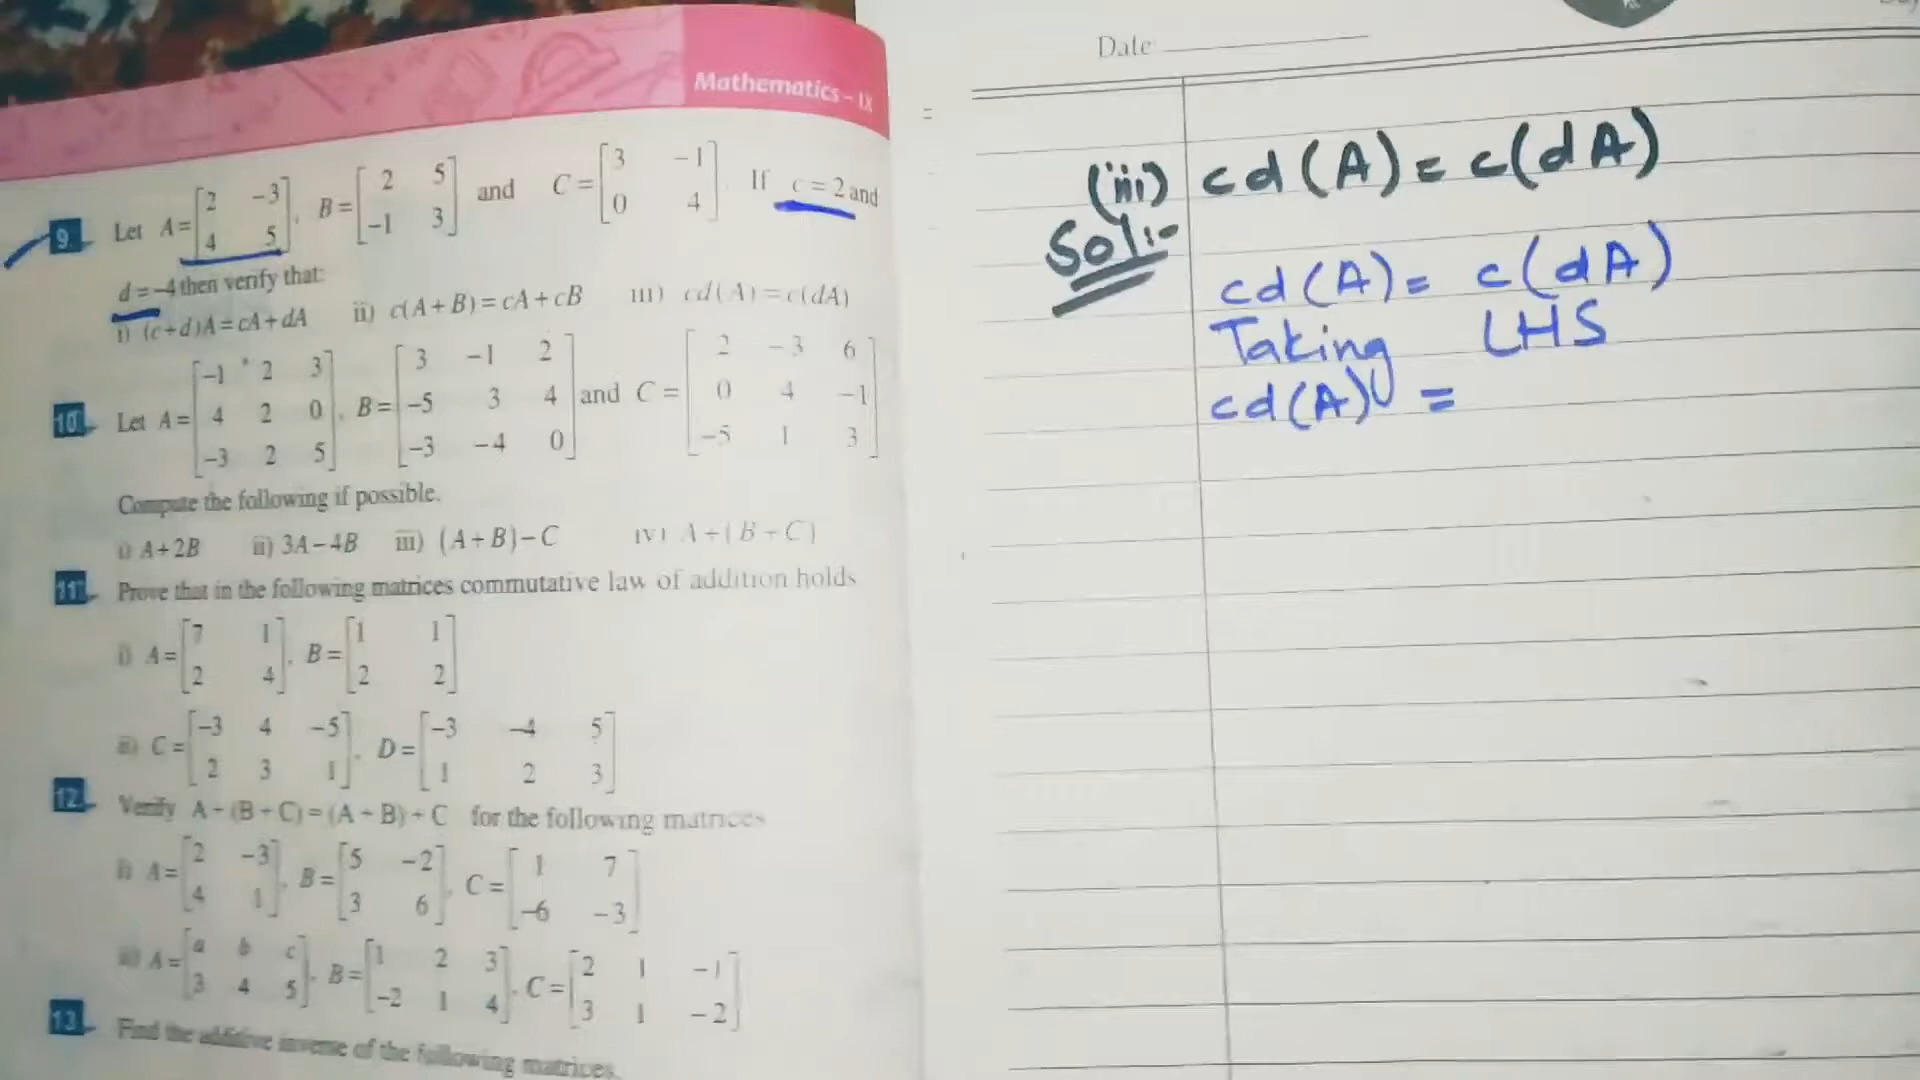 Mathematics - IX
9. Let A = [2 -3; 4 5], B = [2 5; -1 3] and C = [3 -1; 0 4]. If c = 2 and
d = -4 then verify that:
i) (c+d)A = cA+dA ii) c(A+B) = cA+cB iii) cd(A) = c(dA)
10. Let A = [-1 2 3; 4 2 0; -3 2 5], B = [3 -1 2; -5 3 4; -3 -4 0] and C = [2 -3 6; 0 4 -1; -5 1 3]
Compute the following if possible.
i) A+2B ii) 3A-4B iii) (A+B)-C iv) A+(B+C)
11. Prove that in the following matrices commutative law of addition holds
i) A = [7 1; 2 4], B = [1 1; 2 2]
ii) C = [-3 4 -5; 2 3 1], D = [-3 -4 5; 1 2 3]
12. Verify A+(B+C) = (A+B)+C for the following matrices
i) A = [2 -3; 4 1], B = [5 -2; 3 6], C = [1 7; -6 -3]
ii) A = [a b c; 3 4 5], B = [1 2 3; -2 1 4], C = [2 1 -1; 3 1 -2]
13. Find the additive inverse of the following matrices.
Date
(iii) cd(A) = c(dA)
Sol:-
cd(A) = c(dA)
Taking LHS
cd(A) =